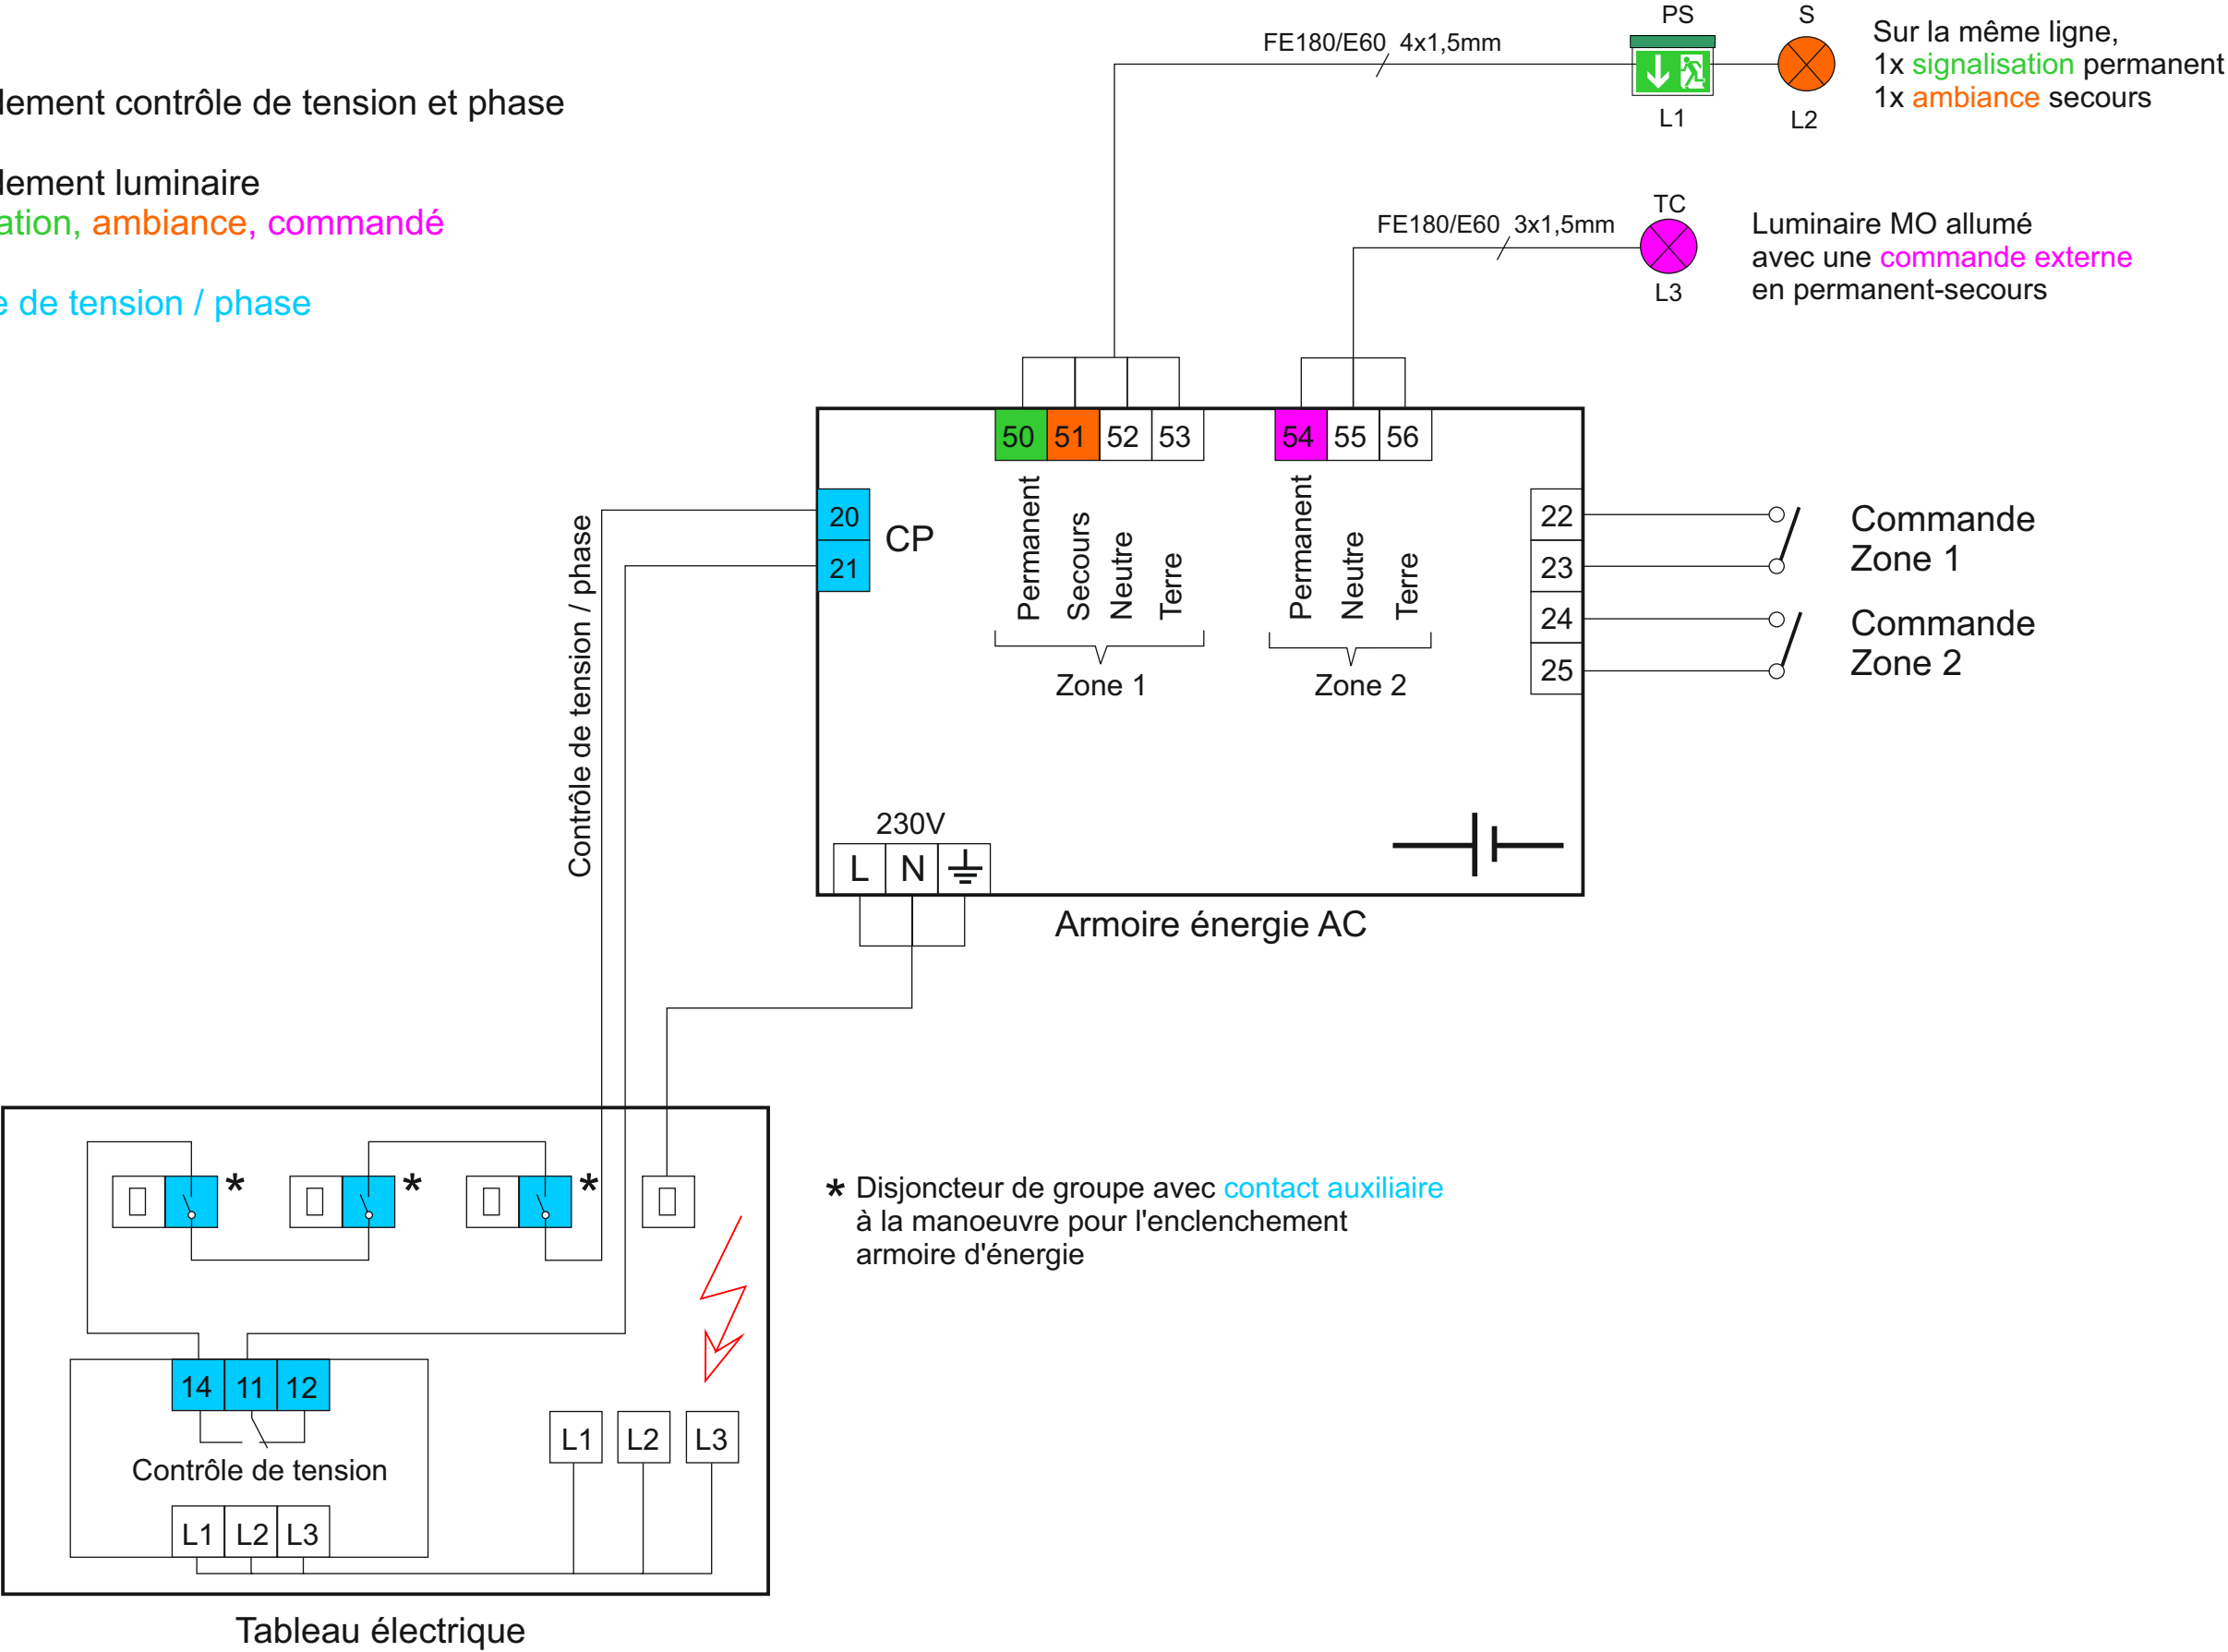 PS
S
FE180/E60 4x1,5mm
L1
L2
Sur la même ligne,
1x signalisation permanent
1x ambiance secours
contrôle de tension et phase
luminaire
ambiance, commandé
de tension / phase
TC
FE180/E60 3x1,5mm
L3
Luminaire MO allumé
avec une commande externe
en permanent-secours
50 51 52 53
54 55 56
Permanent
Secours
Neutre
Terre
Permanent
Neutre
Terre
Zone 1
Zone 2
20
21
CP
22
23
24
25
Commande
Zone 1
Commande
Zone 2
Contrôle de tension / phase
230V
L N
Armoire énergie AC
* * *
* Disjoncteur de groupe avec contact auxiliaire
à la manoeuvre pour l'enclenchement
armoire d'énergie
14 11 12
Contrôle de tension
L1 L2 L3
L1 L2 L3
Tableau électrique